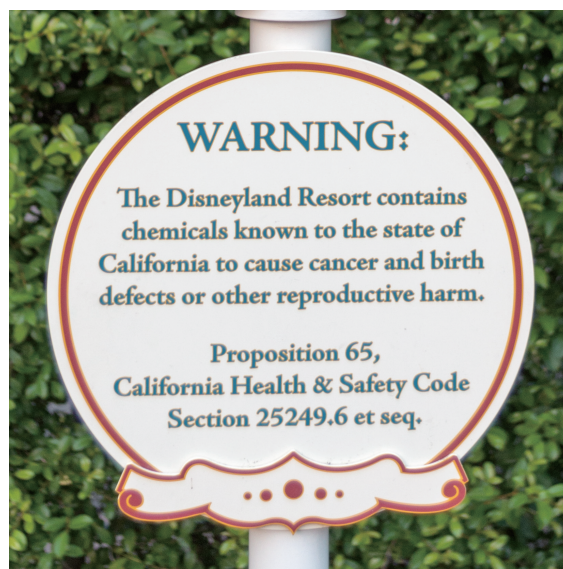 WARNING:
The Disneyland Resort contains
chemicals known to the state of
California to cause cancer and birth
defects or other reproductive harm.
Proposition 65,
California Health & Safety Code
Section 25249.6 et seq.